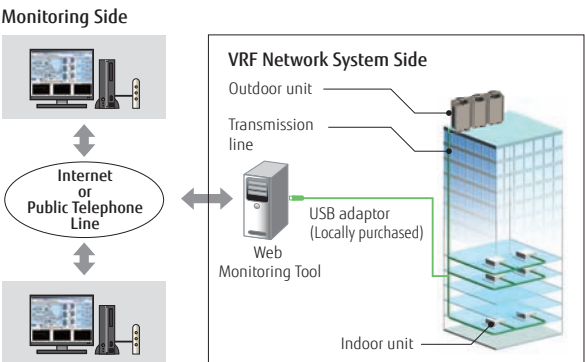 Monitoring Side
Internet
or
Public Telephone
Line
VRF Network System Side
Outdoor unit
Transmission
line
USB adaptor
(Locally purchased)
Web
Monitoring Tool
Indoor unit